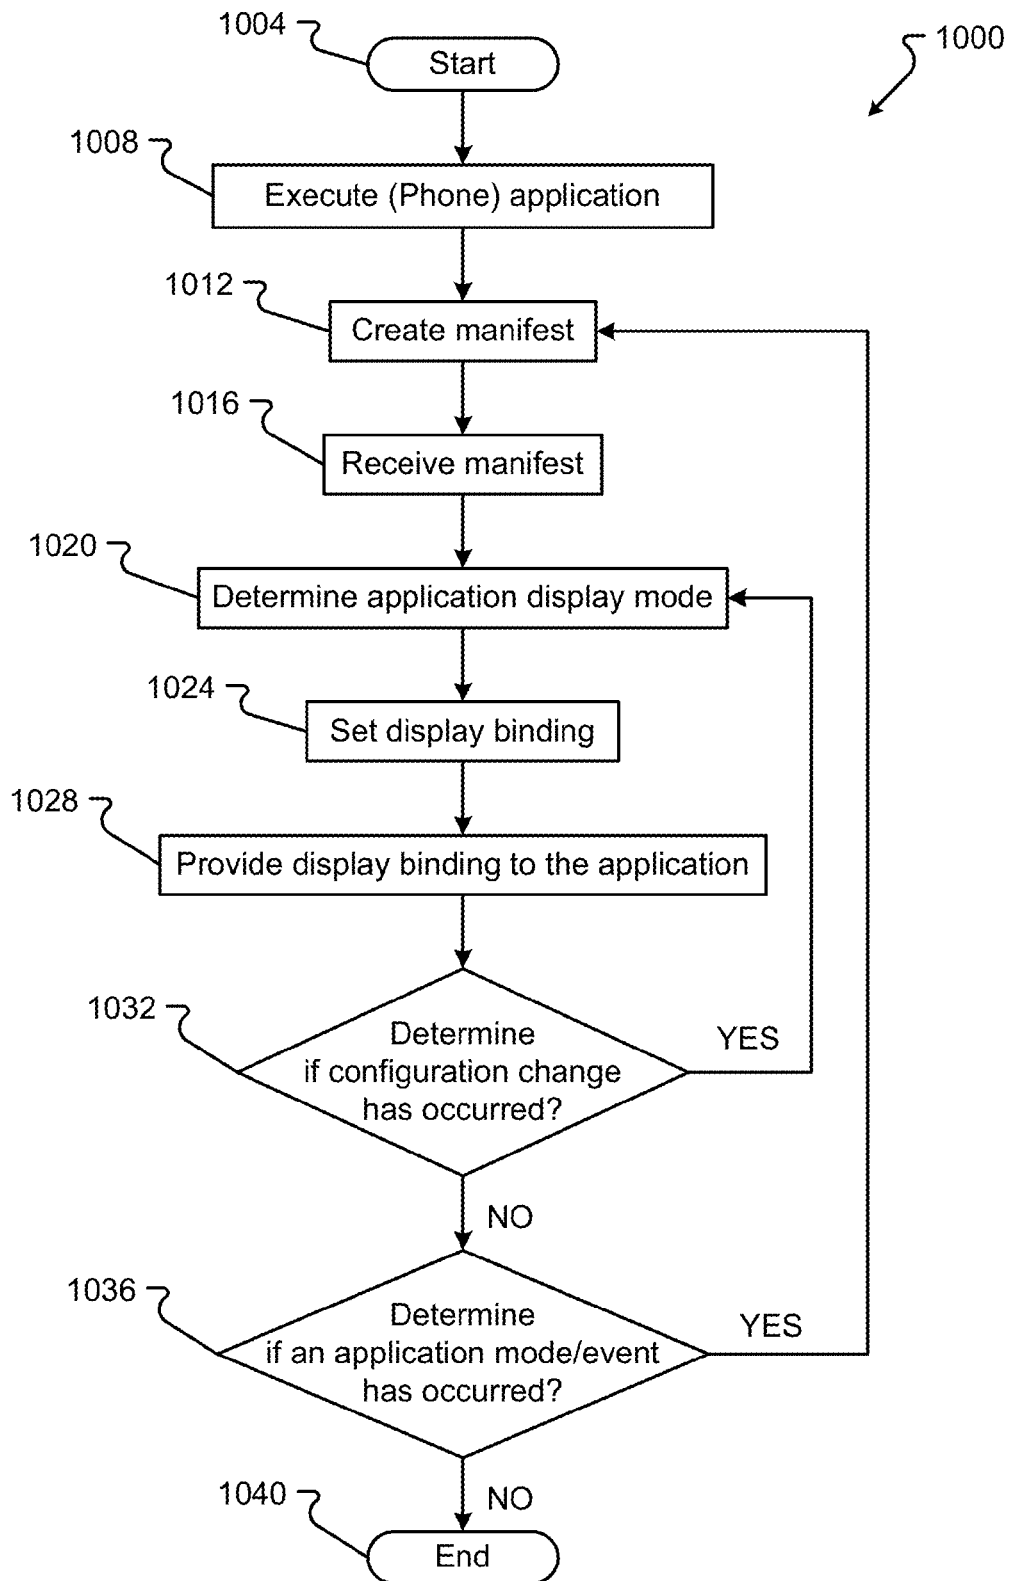 1004
Start
1000
1008
Execute (Phone) application
1012
Create manifest
1016
Receive manifest
1020
Determine application display mode
1024
Set display binding
1028
Provide display binding to the application
1032
Determine
if configuration change
has occurred?
YES
NO
1036
Determine
if an application mode/event
has occurred?
YES
NO
1040
End